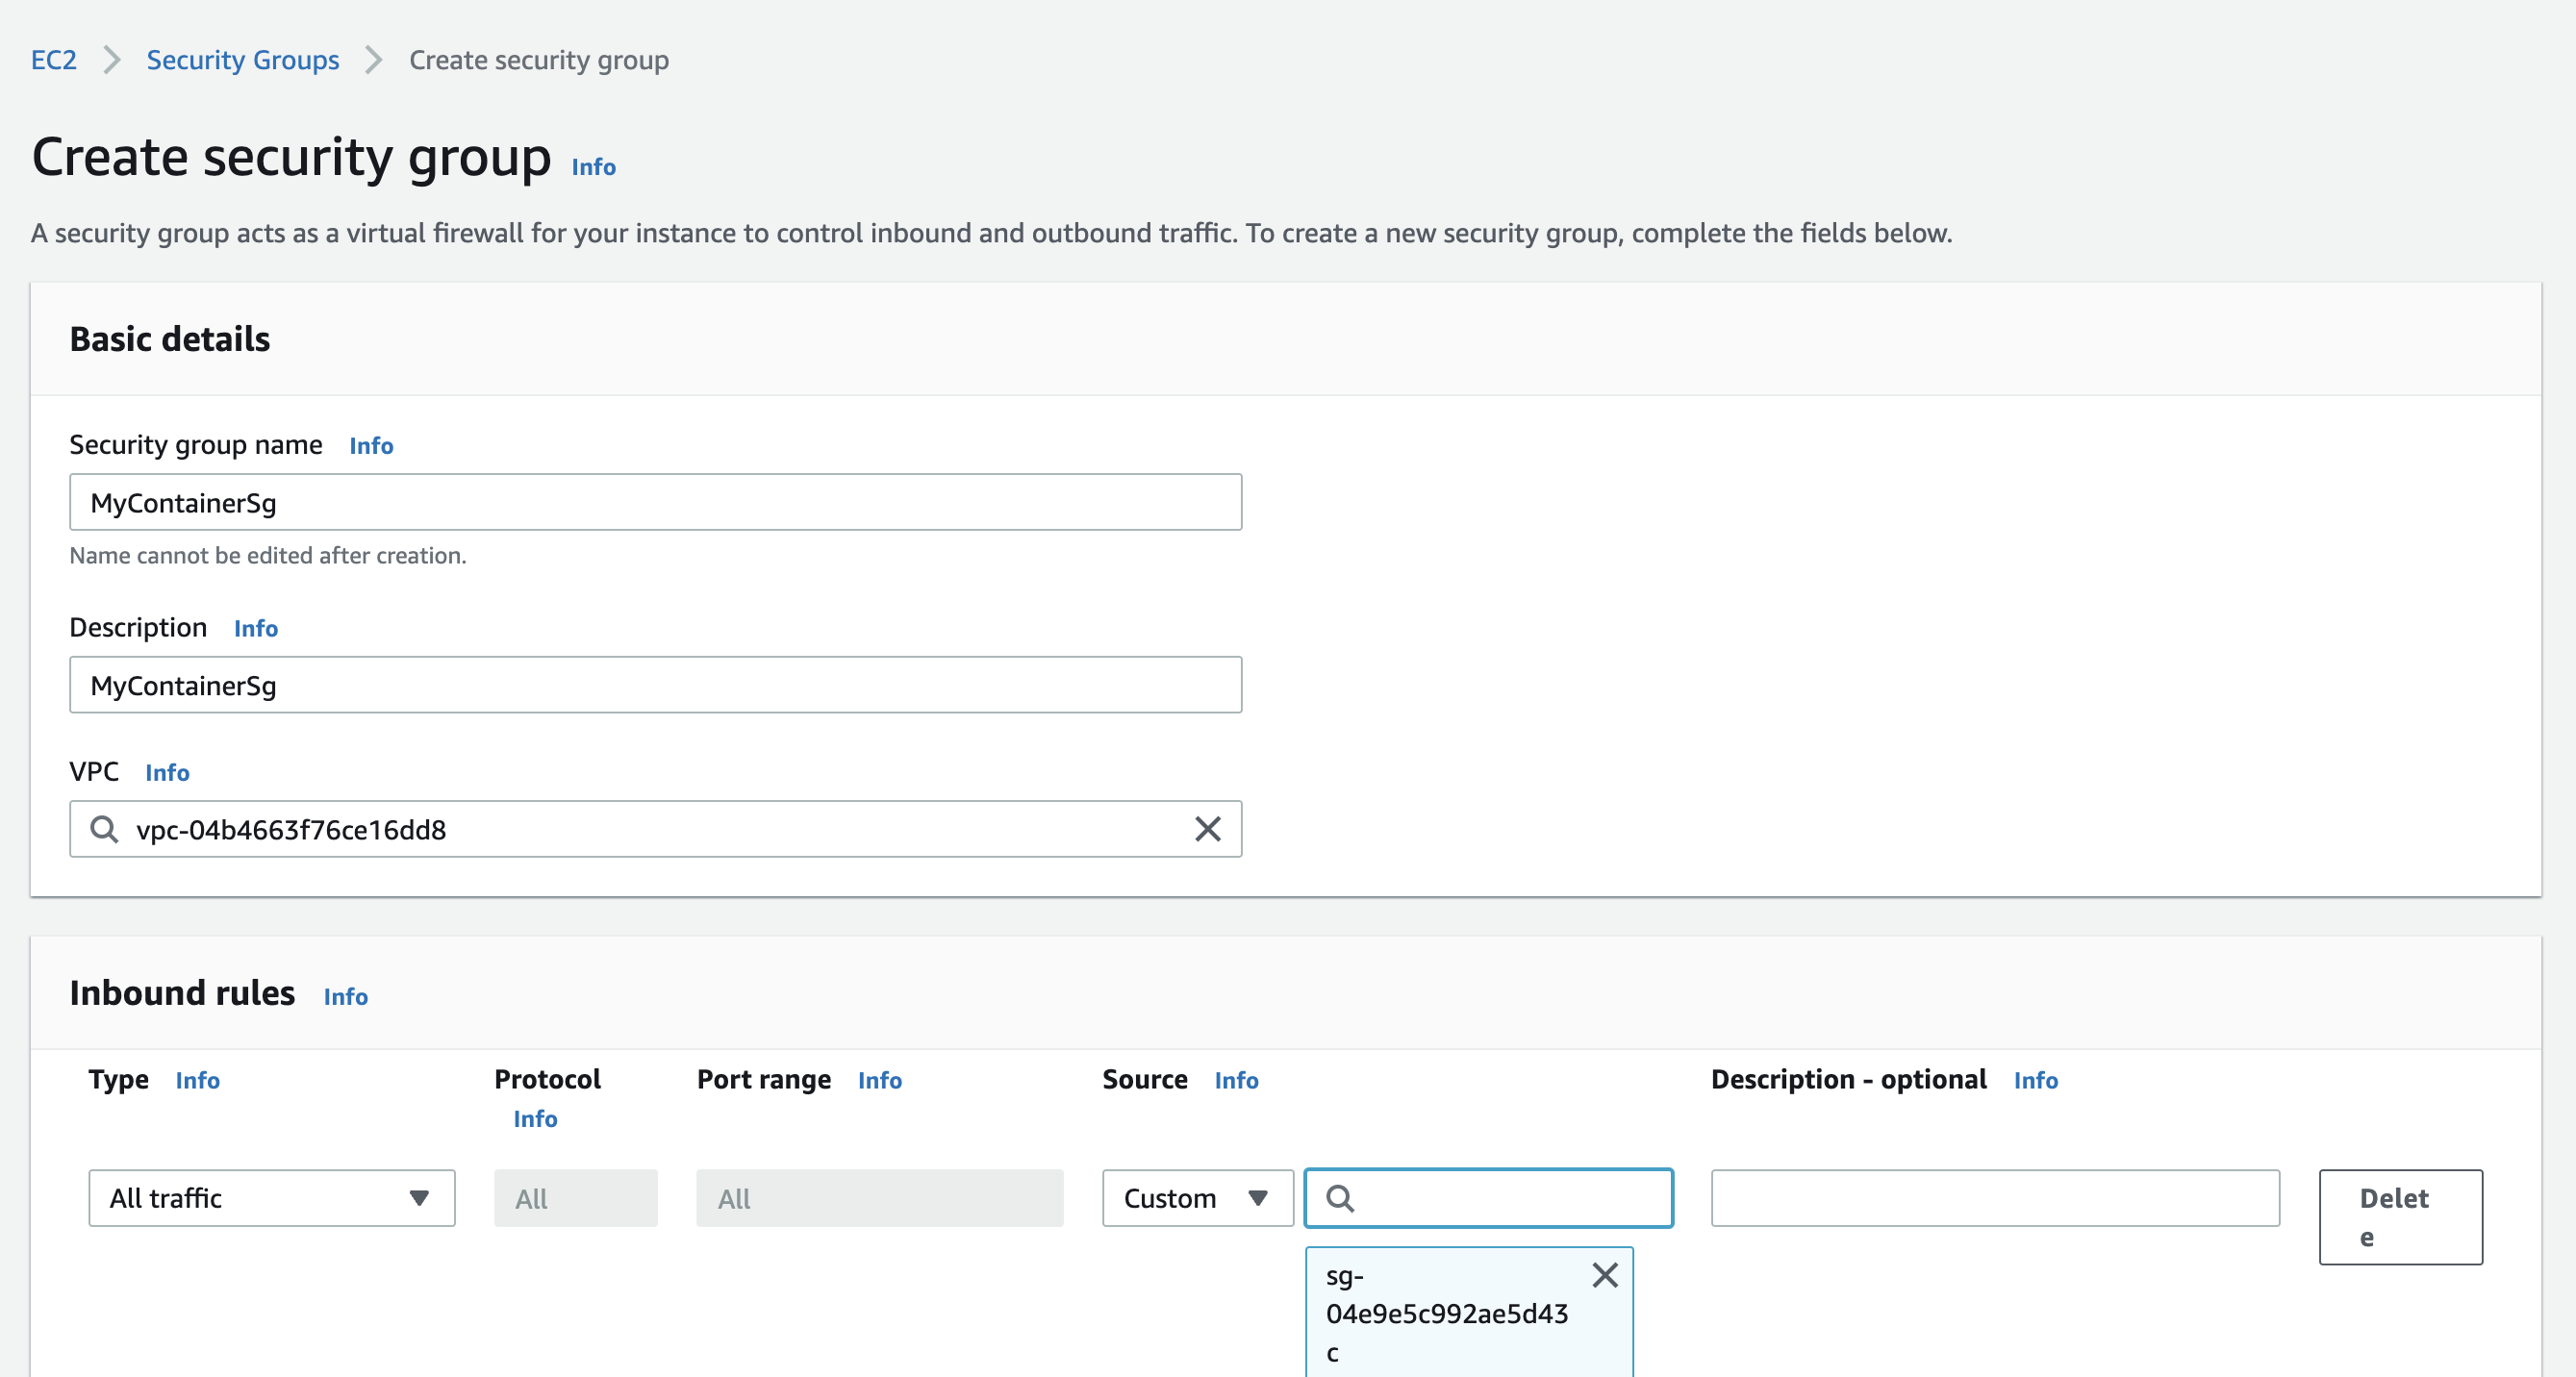 EC2 Security Groups Create security group
Create security group Info
A security group acts as a virtual firewall for your instance to control inbound and outbound traffic. To create a new security group, complete the fields below.
Basic details
Security group name Info
MyContainerSg
Name cannot be edited after creation.
Description Info
MyContainerSg
VPC Info
vpc-04b4663f76ce16dd8
Inbound rules Info
Type Info Protocol Port range Info Source Info Description - optional Info
Info
All traffic All All Custom Delet
e
sg-
04e9e5c992ae5d43
c